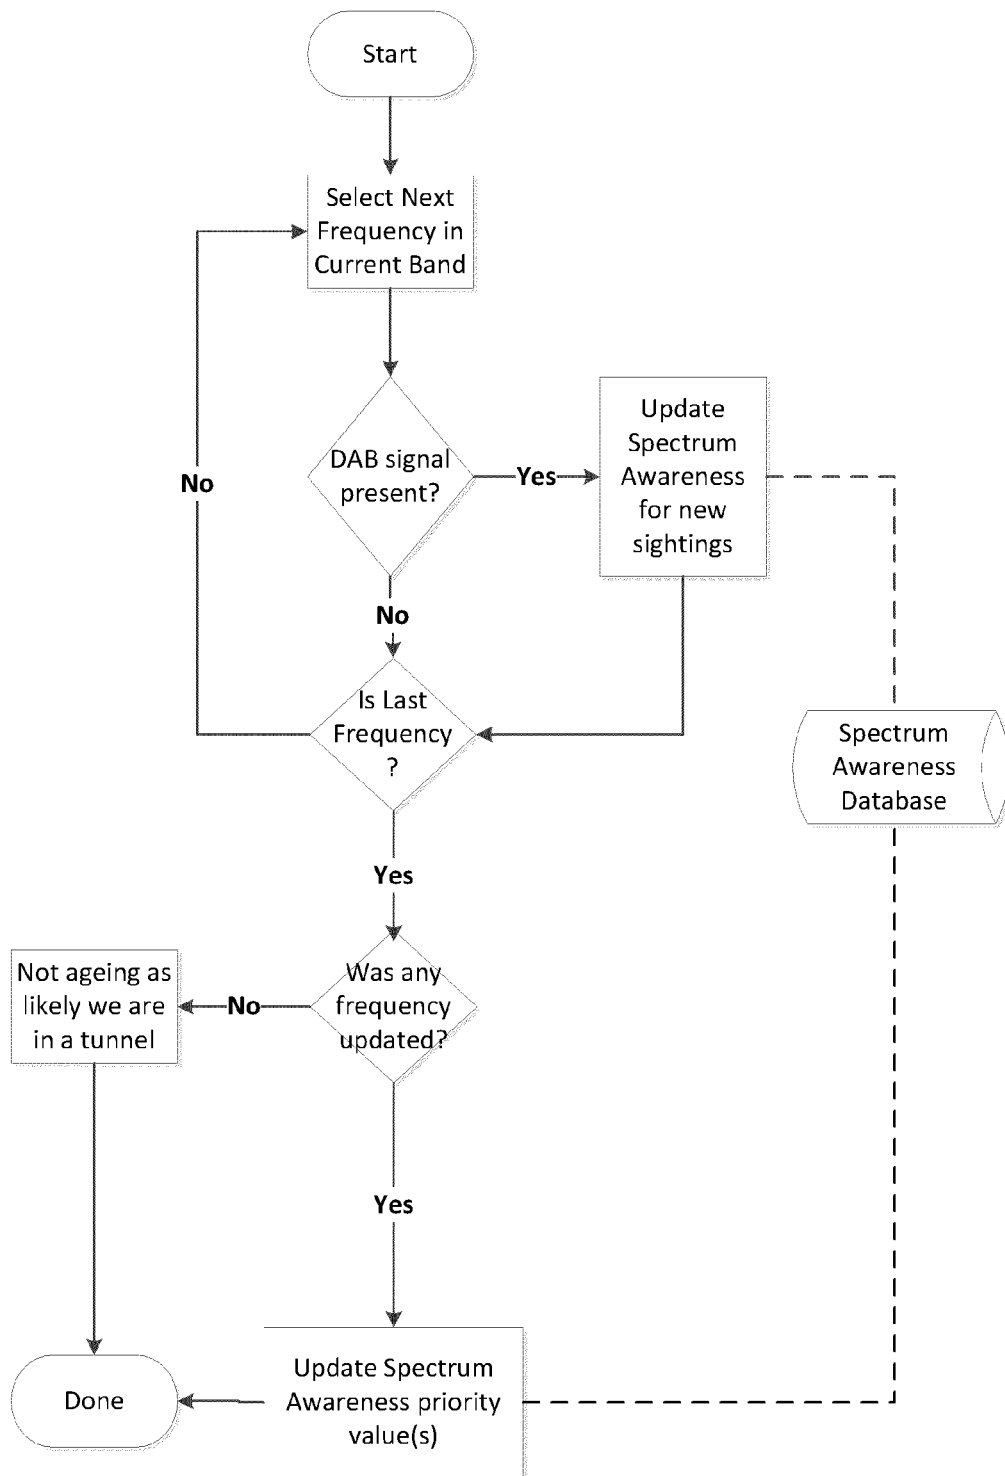 Start
Select Next
Frequency in
Current Band
DAB signal
present?
Yes
Update
Spectrum
Awareness
for new
sightings
No
No
Is Last
Frequency
?
Spectrum
Awareness
Database
Yes
Was any
frequency
updated?
No
Not ageing as
likely we are
in a tunnel
Yes
Update Spectrum
Awareness priority
value(s)
Done